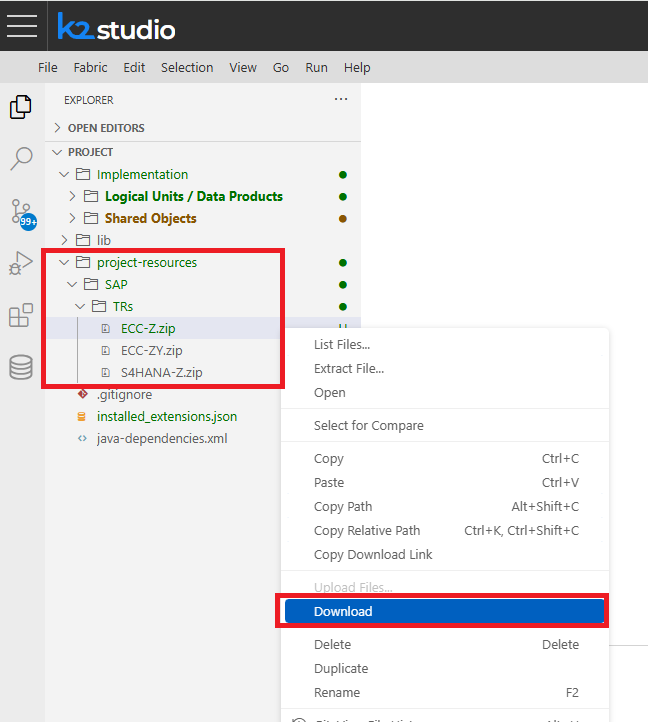 k2studio
File Fabric Edit Selection View Go Run Help
EXPLORER ...
OPEN EDITORS
PROJECT
Implementation
Logical Units / Data Products
Shared Objects
99+
lib
project-resources
SAP
TRs
ECC-Z.zip
ECC-ZY.zip
S4HANA-Z.zip
.gitignore
installed_extensions.json
java-dependencies.xml
List Files...
Extract File...
Open
Select for Compare
Copy Ctrl+C
Paste Ctrl+V
Copy Path Alt+Shift+C
Copy Relative Path Ctrl+K, Ctrl+Shift+C
Copy Download Link
Upload Files...
Download
Delete Delete
Duplicate
Rename F2